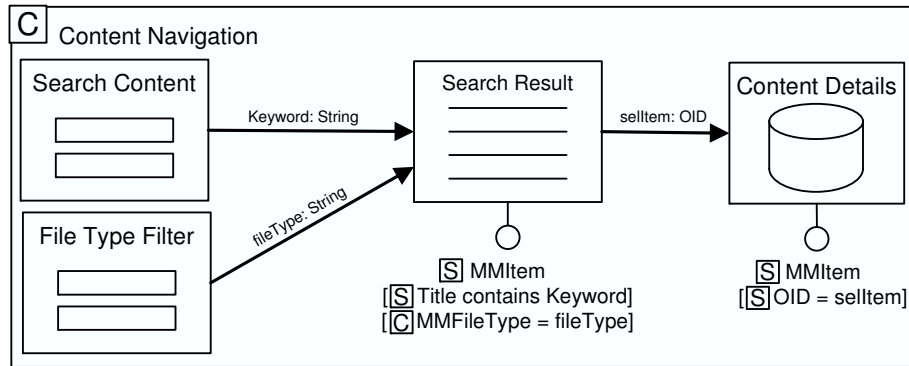 C
Content Navigation
Search Content
Keyword: String
Search Result
selItem: OID
Content Details
File Type Filter
fileType: String
S MMItem
[S Title contains Keyword]
[C MMFileType = fileType]
S MMItem
[S OID = selItem]